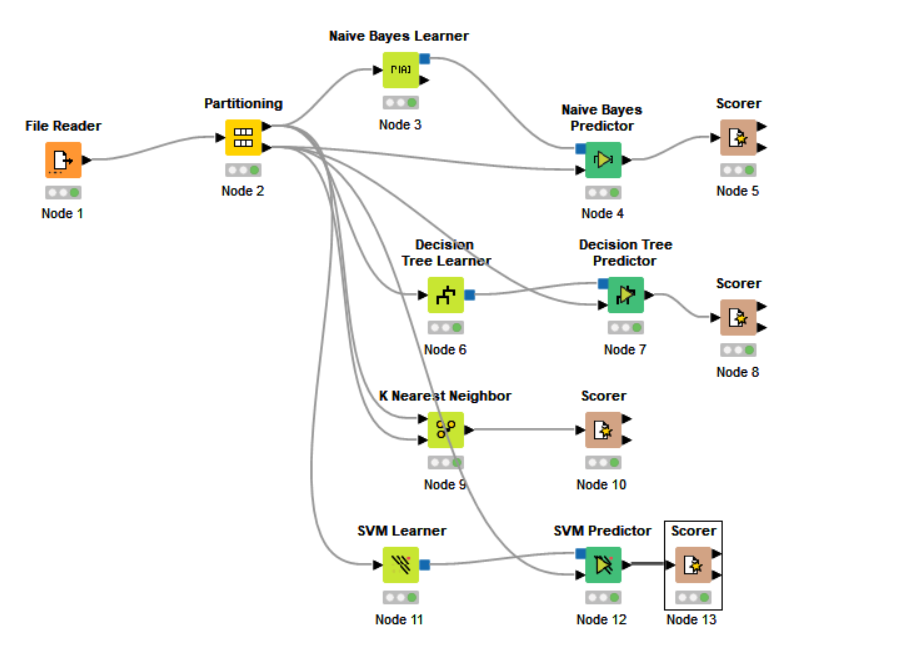 Naive Bayes Learner
Node 3
File Reader
Node 1
Partitioning
Node 2
Naive Bayes
Predictor
Node 4
Scorer
Node 5
Decision
Tree Learner
Node 6
Decision Tree
Predictor
Node 7
Scorer
Node 8
K Nearest Neighbor
Node 9
Scorer
Node 10
SVM Learner
Node 11
SVM Predictor
Node 12
Scorer
Node 13